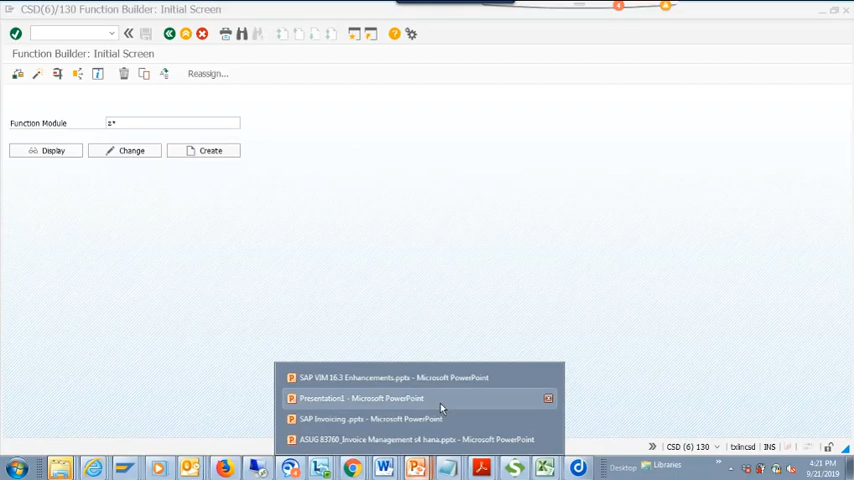 CSD(6)/130 Function Builder: Initial Screen
Function Builder: Initial Screen
Reassign...
Function Module z*
Display Change Create
SAP VIM 16.3 Enhancements.pptx - Microsoft PowerPoint
Presentation1 - Microsoft PowerPoint
SAP Invoicing .pptx - Microsoft PowerPoint
ASUG 83760_Invoice Management s4 hana.pptx - Microsoft PowerPoint
CSD (6) 130 txlncsd INS
Desktop Libraries 4:21 PM
9/21/2019